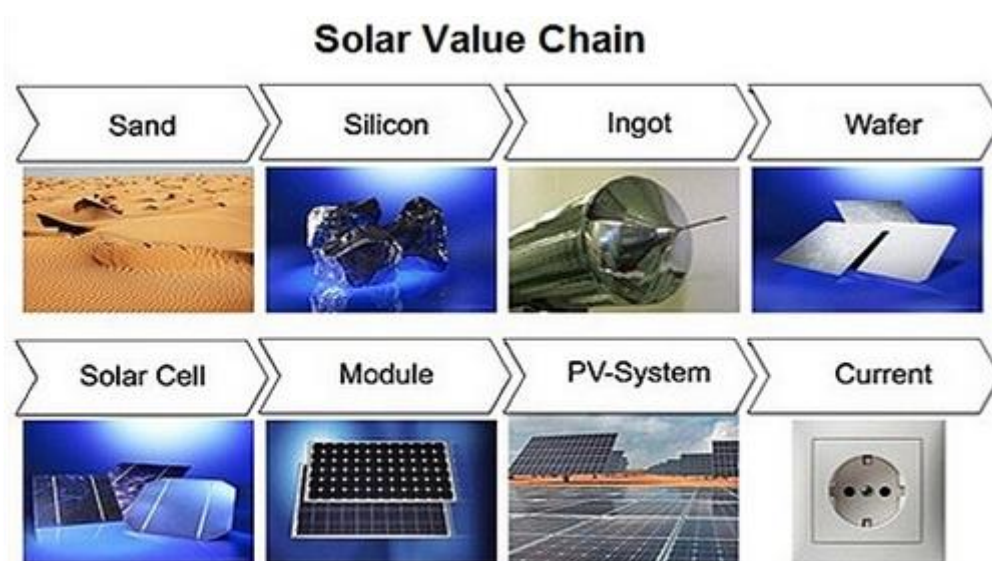 Solar Value Chain
Sand
Silicon
Ingot
Wafer
Solar Cell
Module
PV-System
Current